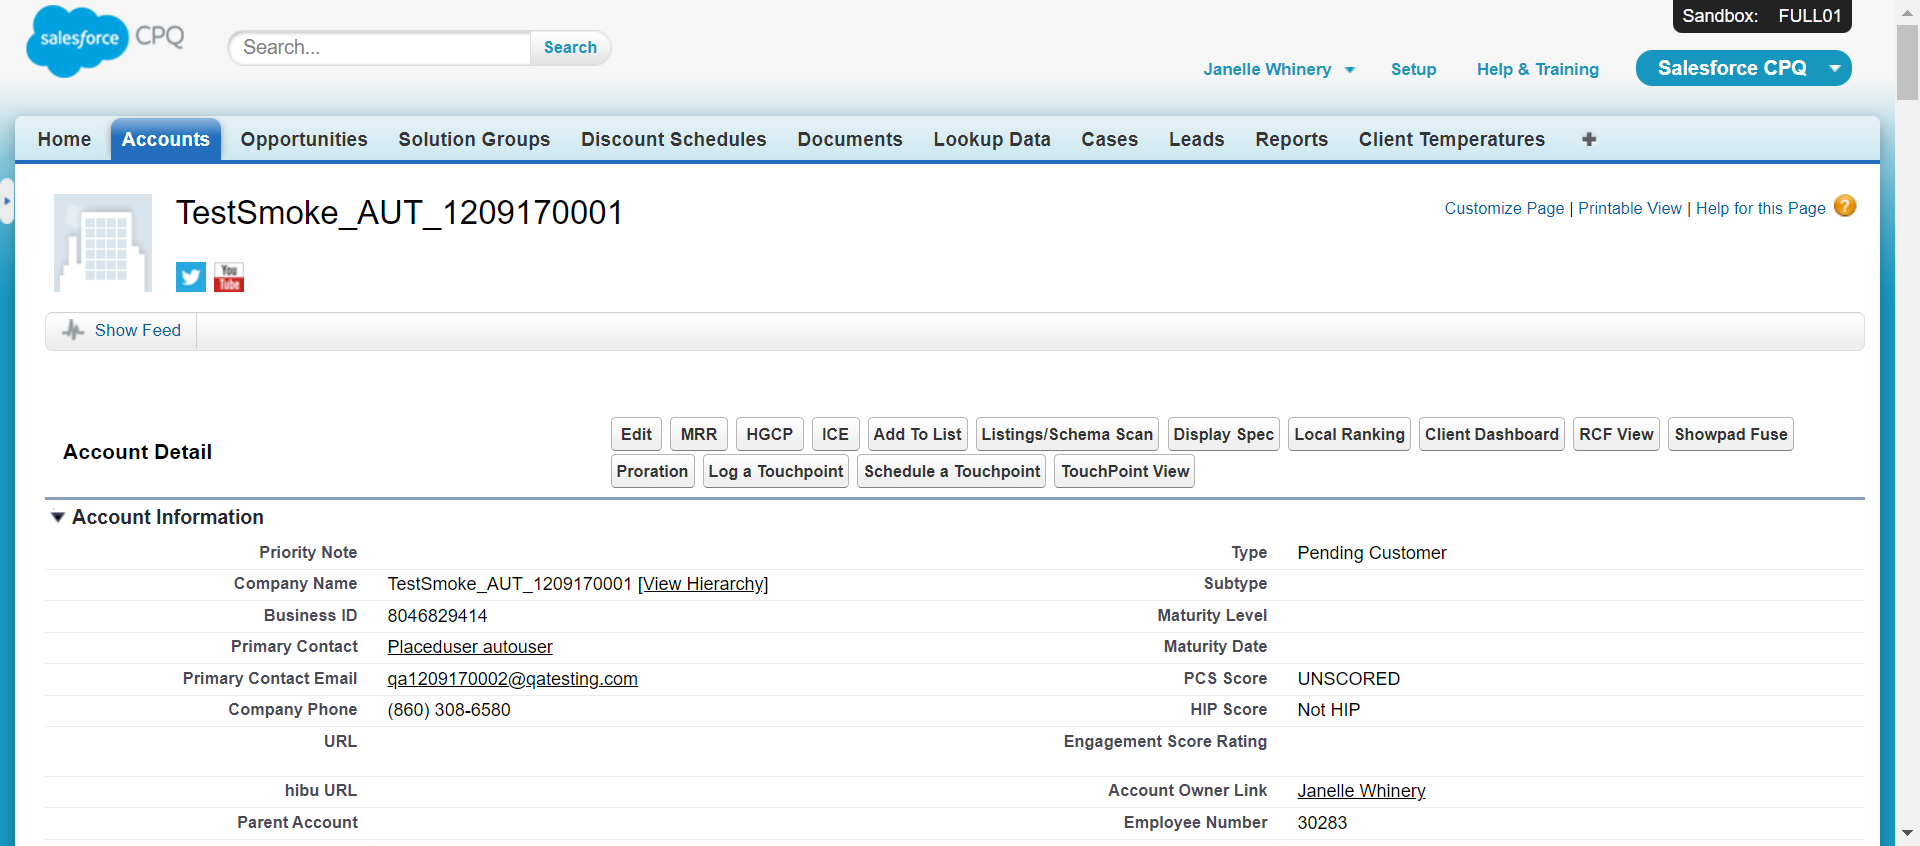 Sandbox: FULL01
salesforce CPQ
Search... Search
Janelle Whinery Setup Help & Training Salesforce CPQ
Home Accounts Opportunities Solution Groups Discount Schedules Documents Lookup Data Cases Leads Reports Client Temperatures
TestSmoke_AUT_1209170001
Customize Page | Printable View | Help for this Page ?
You
Tube
Show Feed
Account Detail
Edit MRR HGCP ICE Add To List Listings/Schema Scan Display Spec Local Ranking Client Dashboard RCF View Showpad Fuse
Proration Log a Touchpoint Schedule a Touchpoint TouchPoint View
Account Information
Priority Note Type Pending Customer
Company Name TestSmoke_AUT_1209170001 [View Hierarchy] Subtype
Business ID 8046829414 Maturity Level
Primary Contact Placeduser autouser Maturity Date
Primary Contact Email qa1209170002@qatesting.com PCS Score UNSCORED
Company Phone (860) 308-6580 HIP Score Not HIP
URL Engagement Score Rating
hibu URL Account Owner Link Janelle Whinery
Parent Account Employee Number 30283